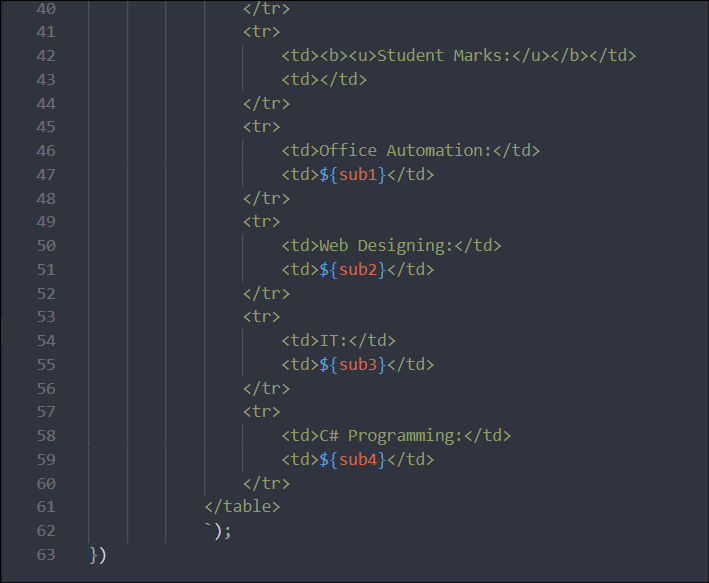 40 </tr>
41 <tr>
42 <td><b><u>Student Marks:</u></b></td>
43 <td></td>
44 </tr>
45 <tr>
46 <td>Office Automation:</td>
47 <td>${sub1}</td>
48 </tr>
49 <tr>
50 <td>Web Designing:</td>
51 <td>${sub2}</td>
52 </tr>
53 <tr>
54 <td>IT:</td>
55 <td>${sub3}</td>
56 </tr>
57 <tr>
58 <td>C# Programming:</td>
59 <td>${sub4}</td>
60 </tr>
61 </table>
62 `);
63 })